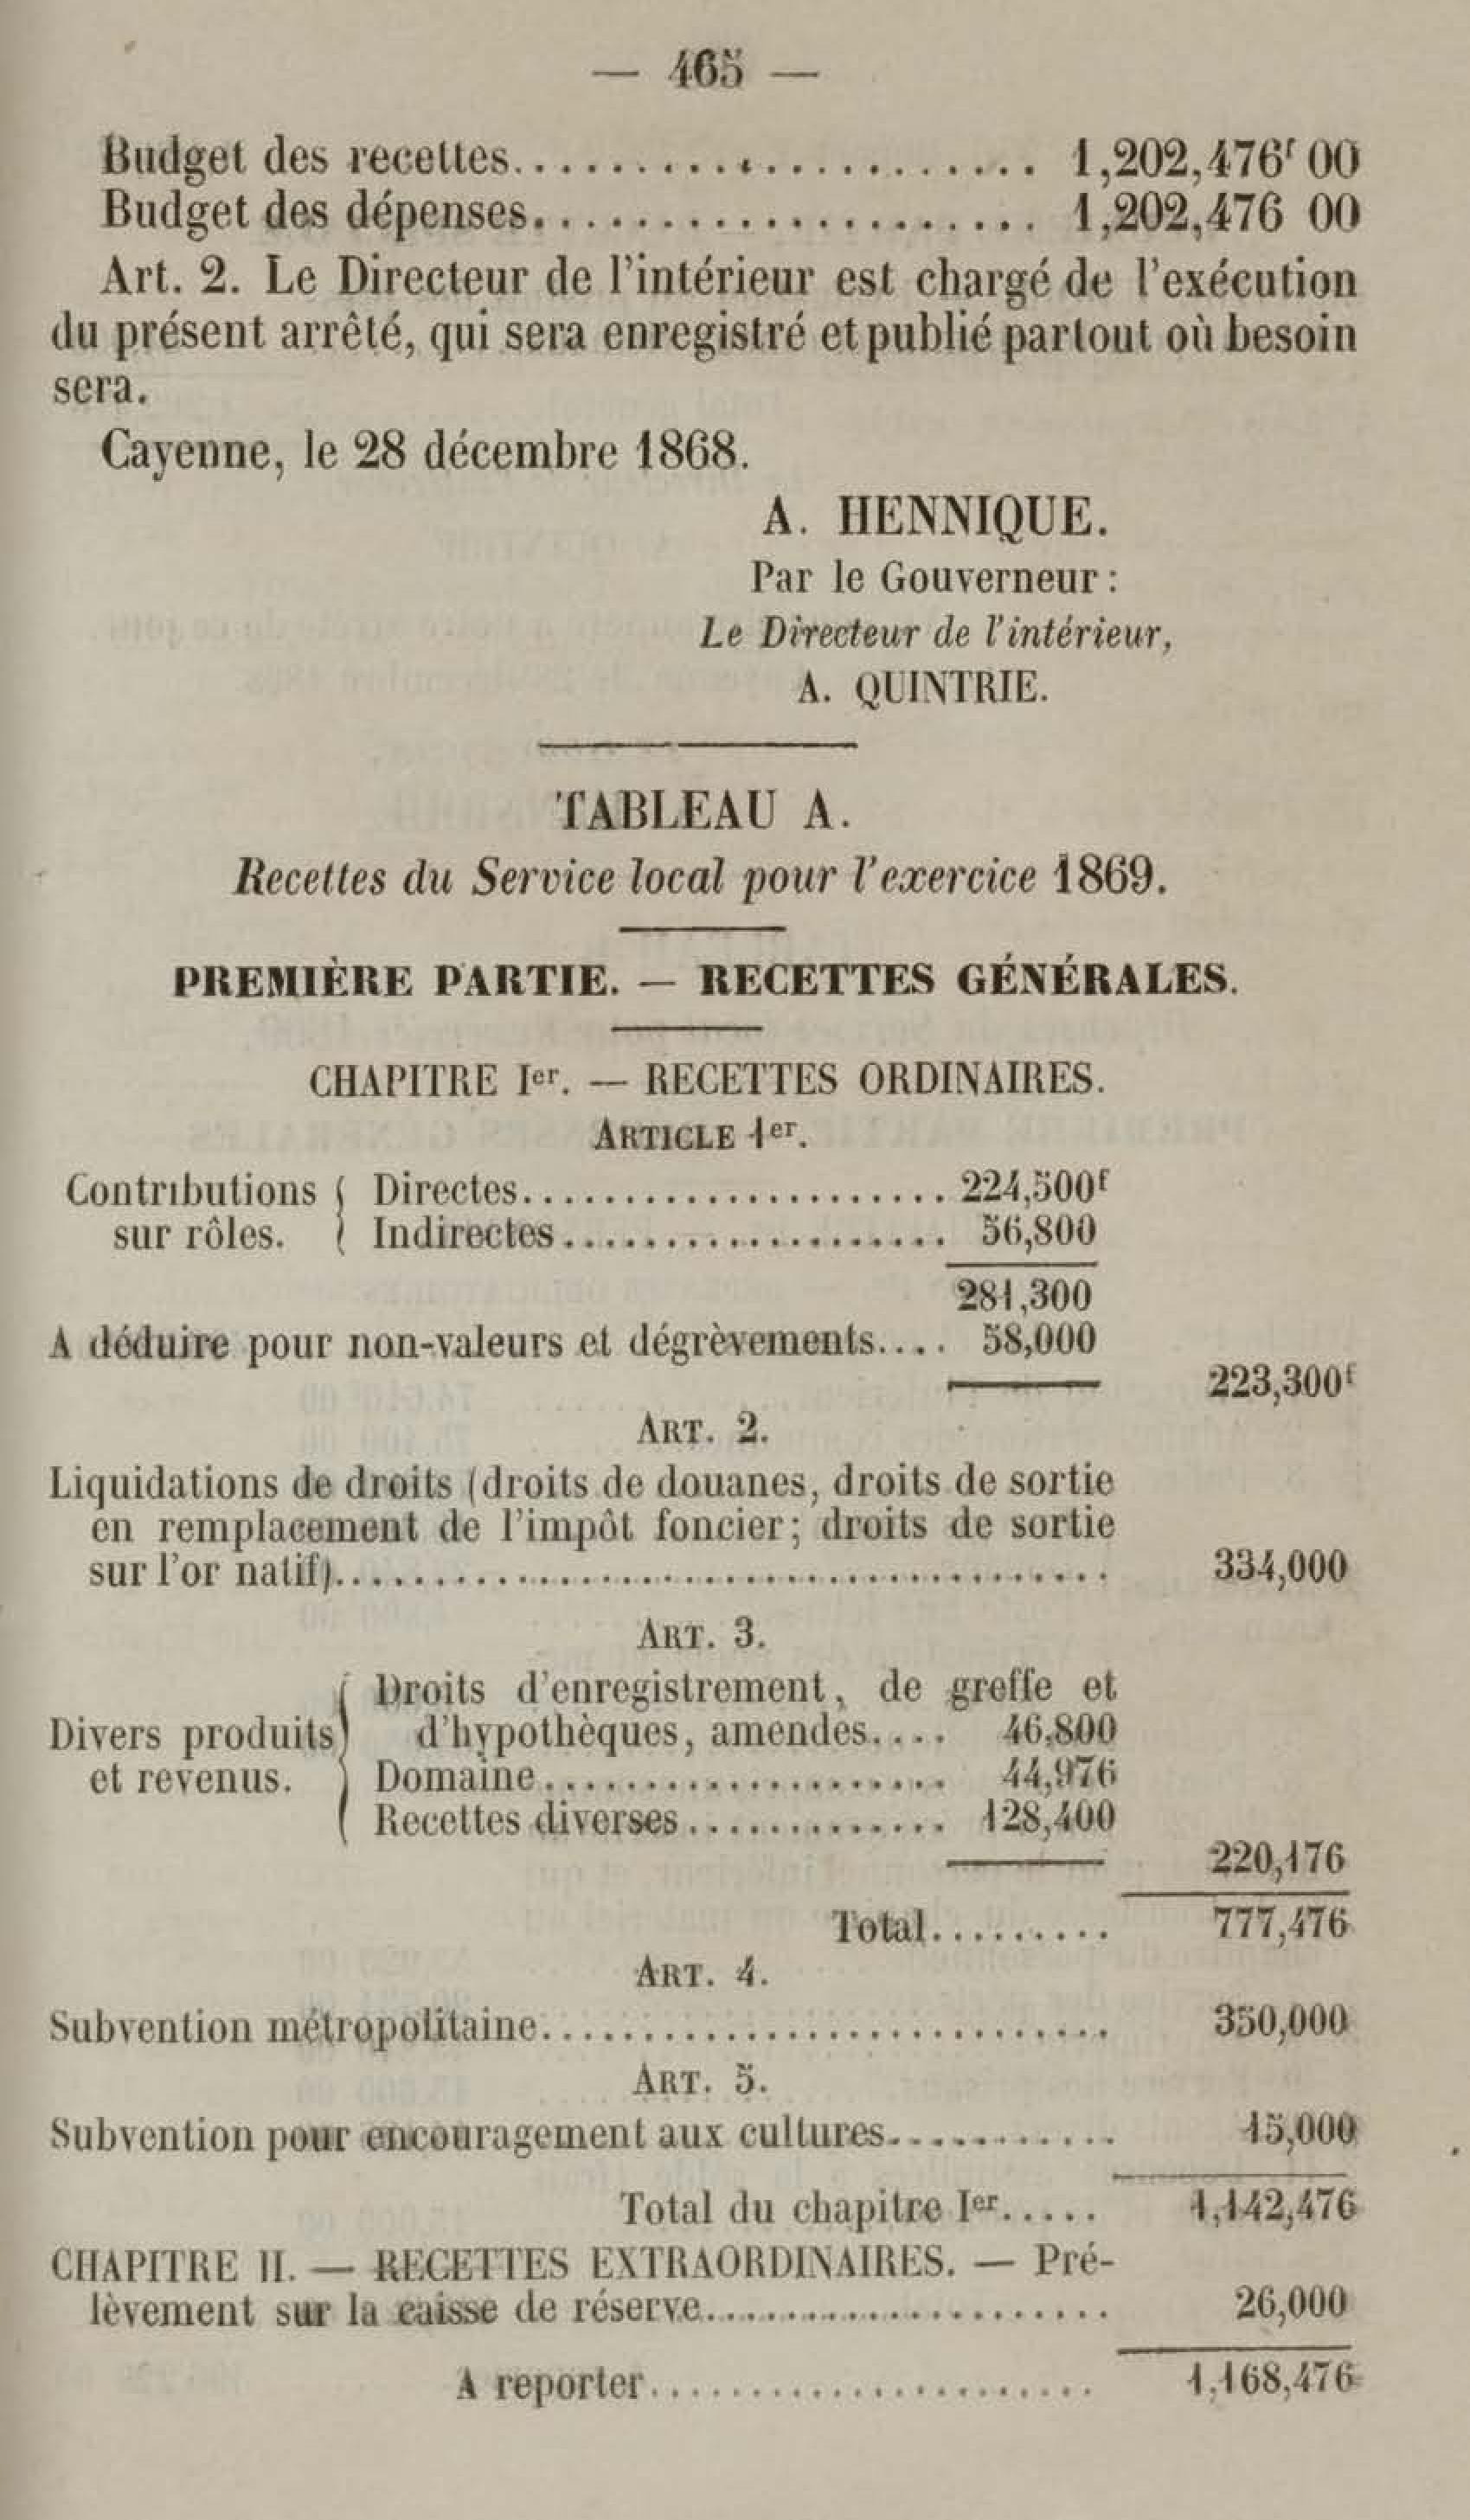 — 465 —
Budget des recettes............................ 1,202,476ᶠ 00
Budget des dépenses........................... 1,202,476 00
Art. 2. Le Directeur de l'intérieur est chargé de l'exécution
du présent arrêté, qui sera enregistré et publié partout où besoin
sera.
Cayenne, le 28 décembre 1868.
A. HENNIQUE.
Par le Gouverneur :
Le Directeur de l'intérieur,
A. QUINTRIE.
TABLEAU A.
Recettes du Service local pour l'exercice 1869.
PREMIÈRE PARTIE. — RECETTES GÉNÉRALES.
CHAPITRE Iᵉʳ. — RECETTES ORDINAIRES.
ARTICLE 1ᵉʳ.
Contributions { Directes...................... 224,500ᶠ
sur rôles. { Indirectes.................... 56,800
281,300
A déduire pour non-valeurs et dégrèvements.... 58,000
223,300ᶠ
ART. 2.
Liquidations de droits (droits de douanes, droits de sortie
en remplacement de l'impôt foncier; droits de sortie
sur l'or natif)........................................ 334,000
ART. 3.
Droits d'enregistrement, de greffe et
Divers produits d'hypothèques, amendes.... 46,800
et revenus. Domaine..................... 44,976
Recettes diverses............. 128,400
220,176
Total.......... 777,476
ART. 4.
Subvention métropolitaine.............................. 350,000
ART. 5.
Subvention pour encouragement aux cultures............ 15,000
Total du chapitre Iᵉʳ..... 1,142,476
CHAPITRE II. — RECETTES EXTRAORDINAIRES. — Pré-
lèvement sur la caisse de réserve..................... 26,000
A reporter....................... 1,168,476